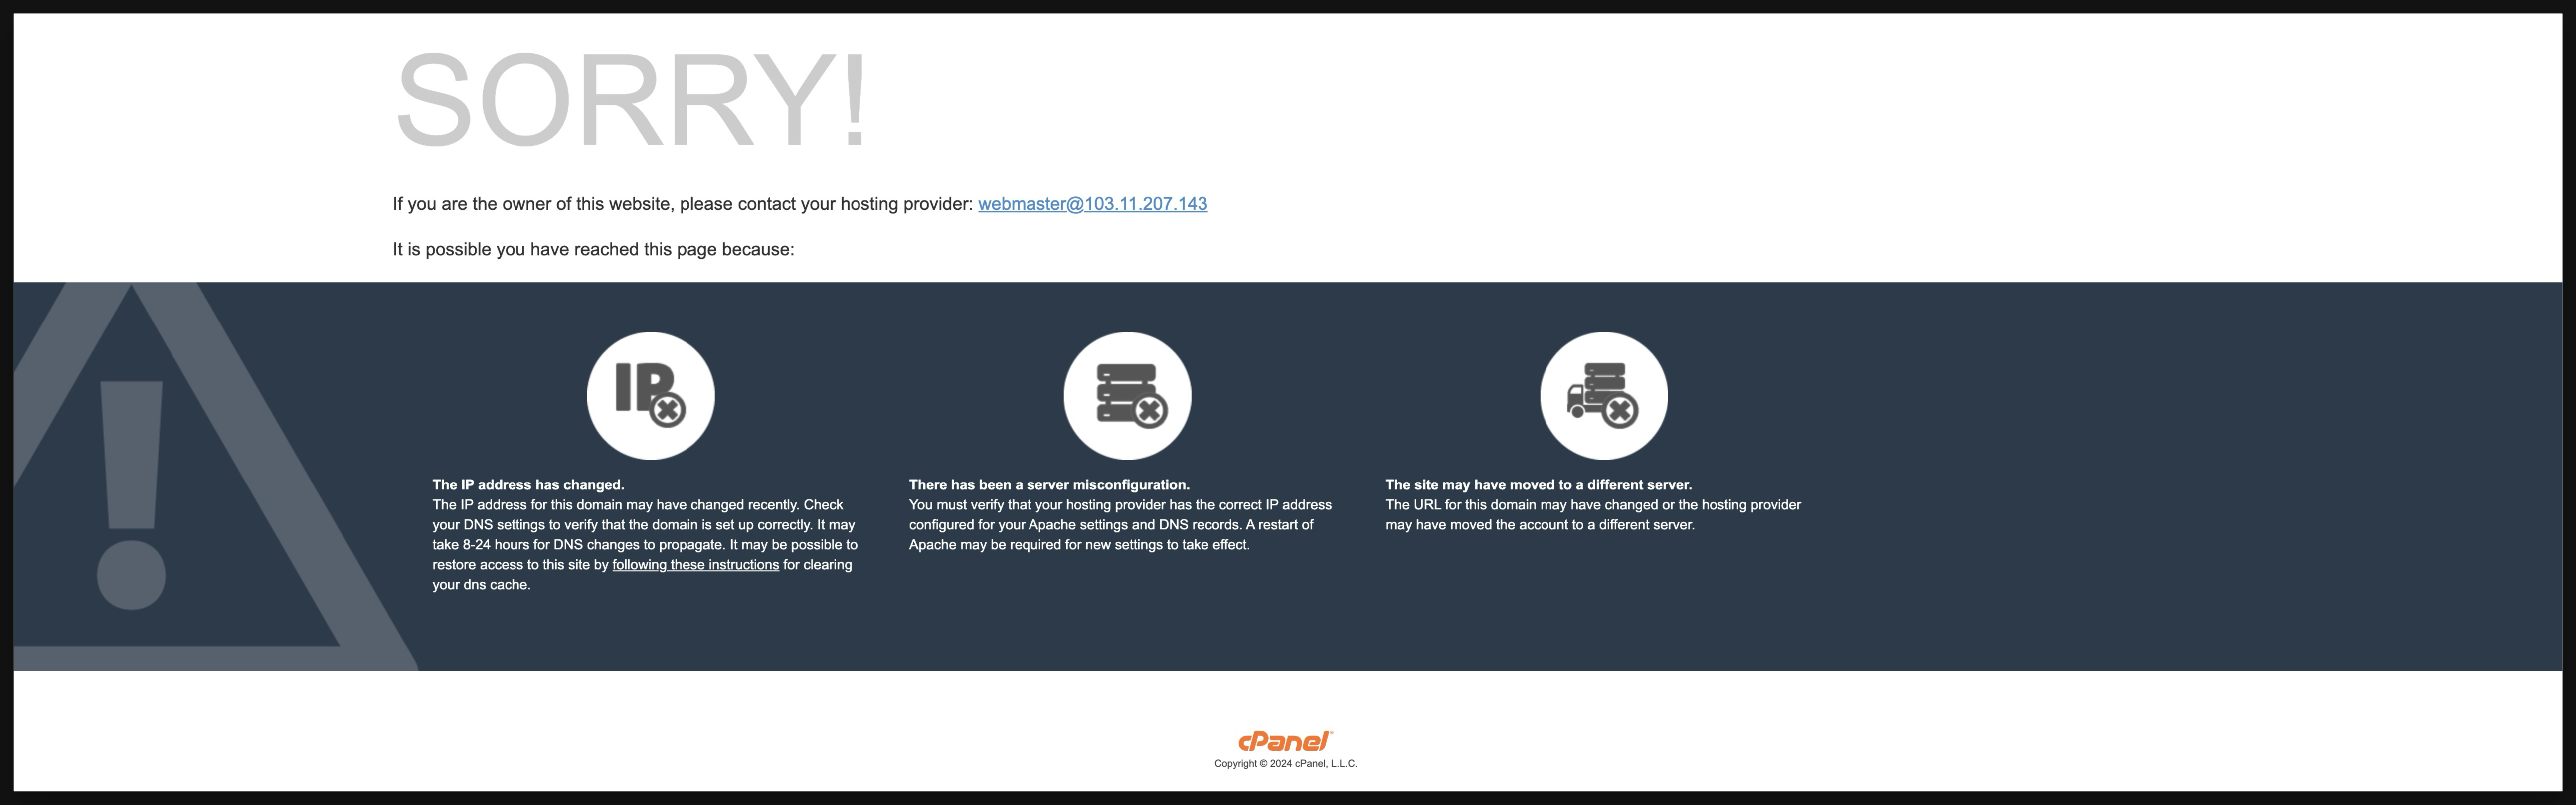 SORRY!
If you are the owner of this website, please contact your hosting provider: webmaster@103.11.207.143
It is possible you have reached this page because:
IP
The IP address has changed.
The IP address for this domain may have changed recently. Check
your DNS settings to verify that the domain is set up correctly. It may
take 8-24 hours for DNS changes to propagate. It may be possible to
restore access to this site by following these instructions for clearing
your dns cache.
There has been a server misconfiguration.
You must verify that your hosting provider has the correct IP address
configured for your Apache settings and DNS records. A restart of
Apache may be required for new settings to take effect.
The site may have moved to a different server.
The URL for this domain may have changed or the hosting provider
may have moved the account to a different server.
cPanel®
Copyright © 2024 cPanel, L.L.C.